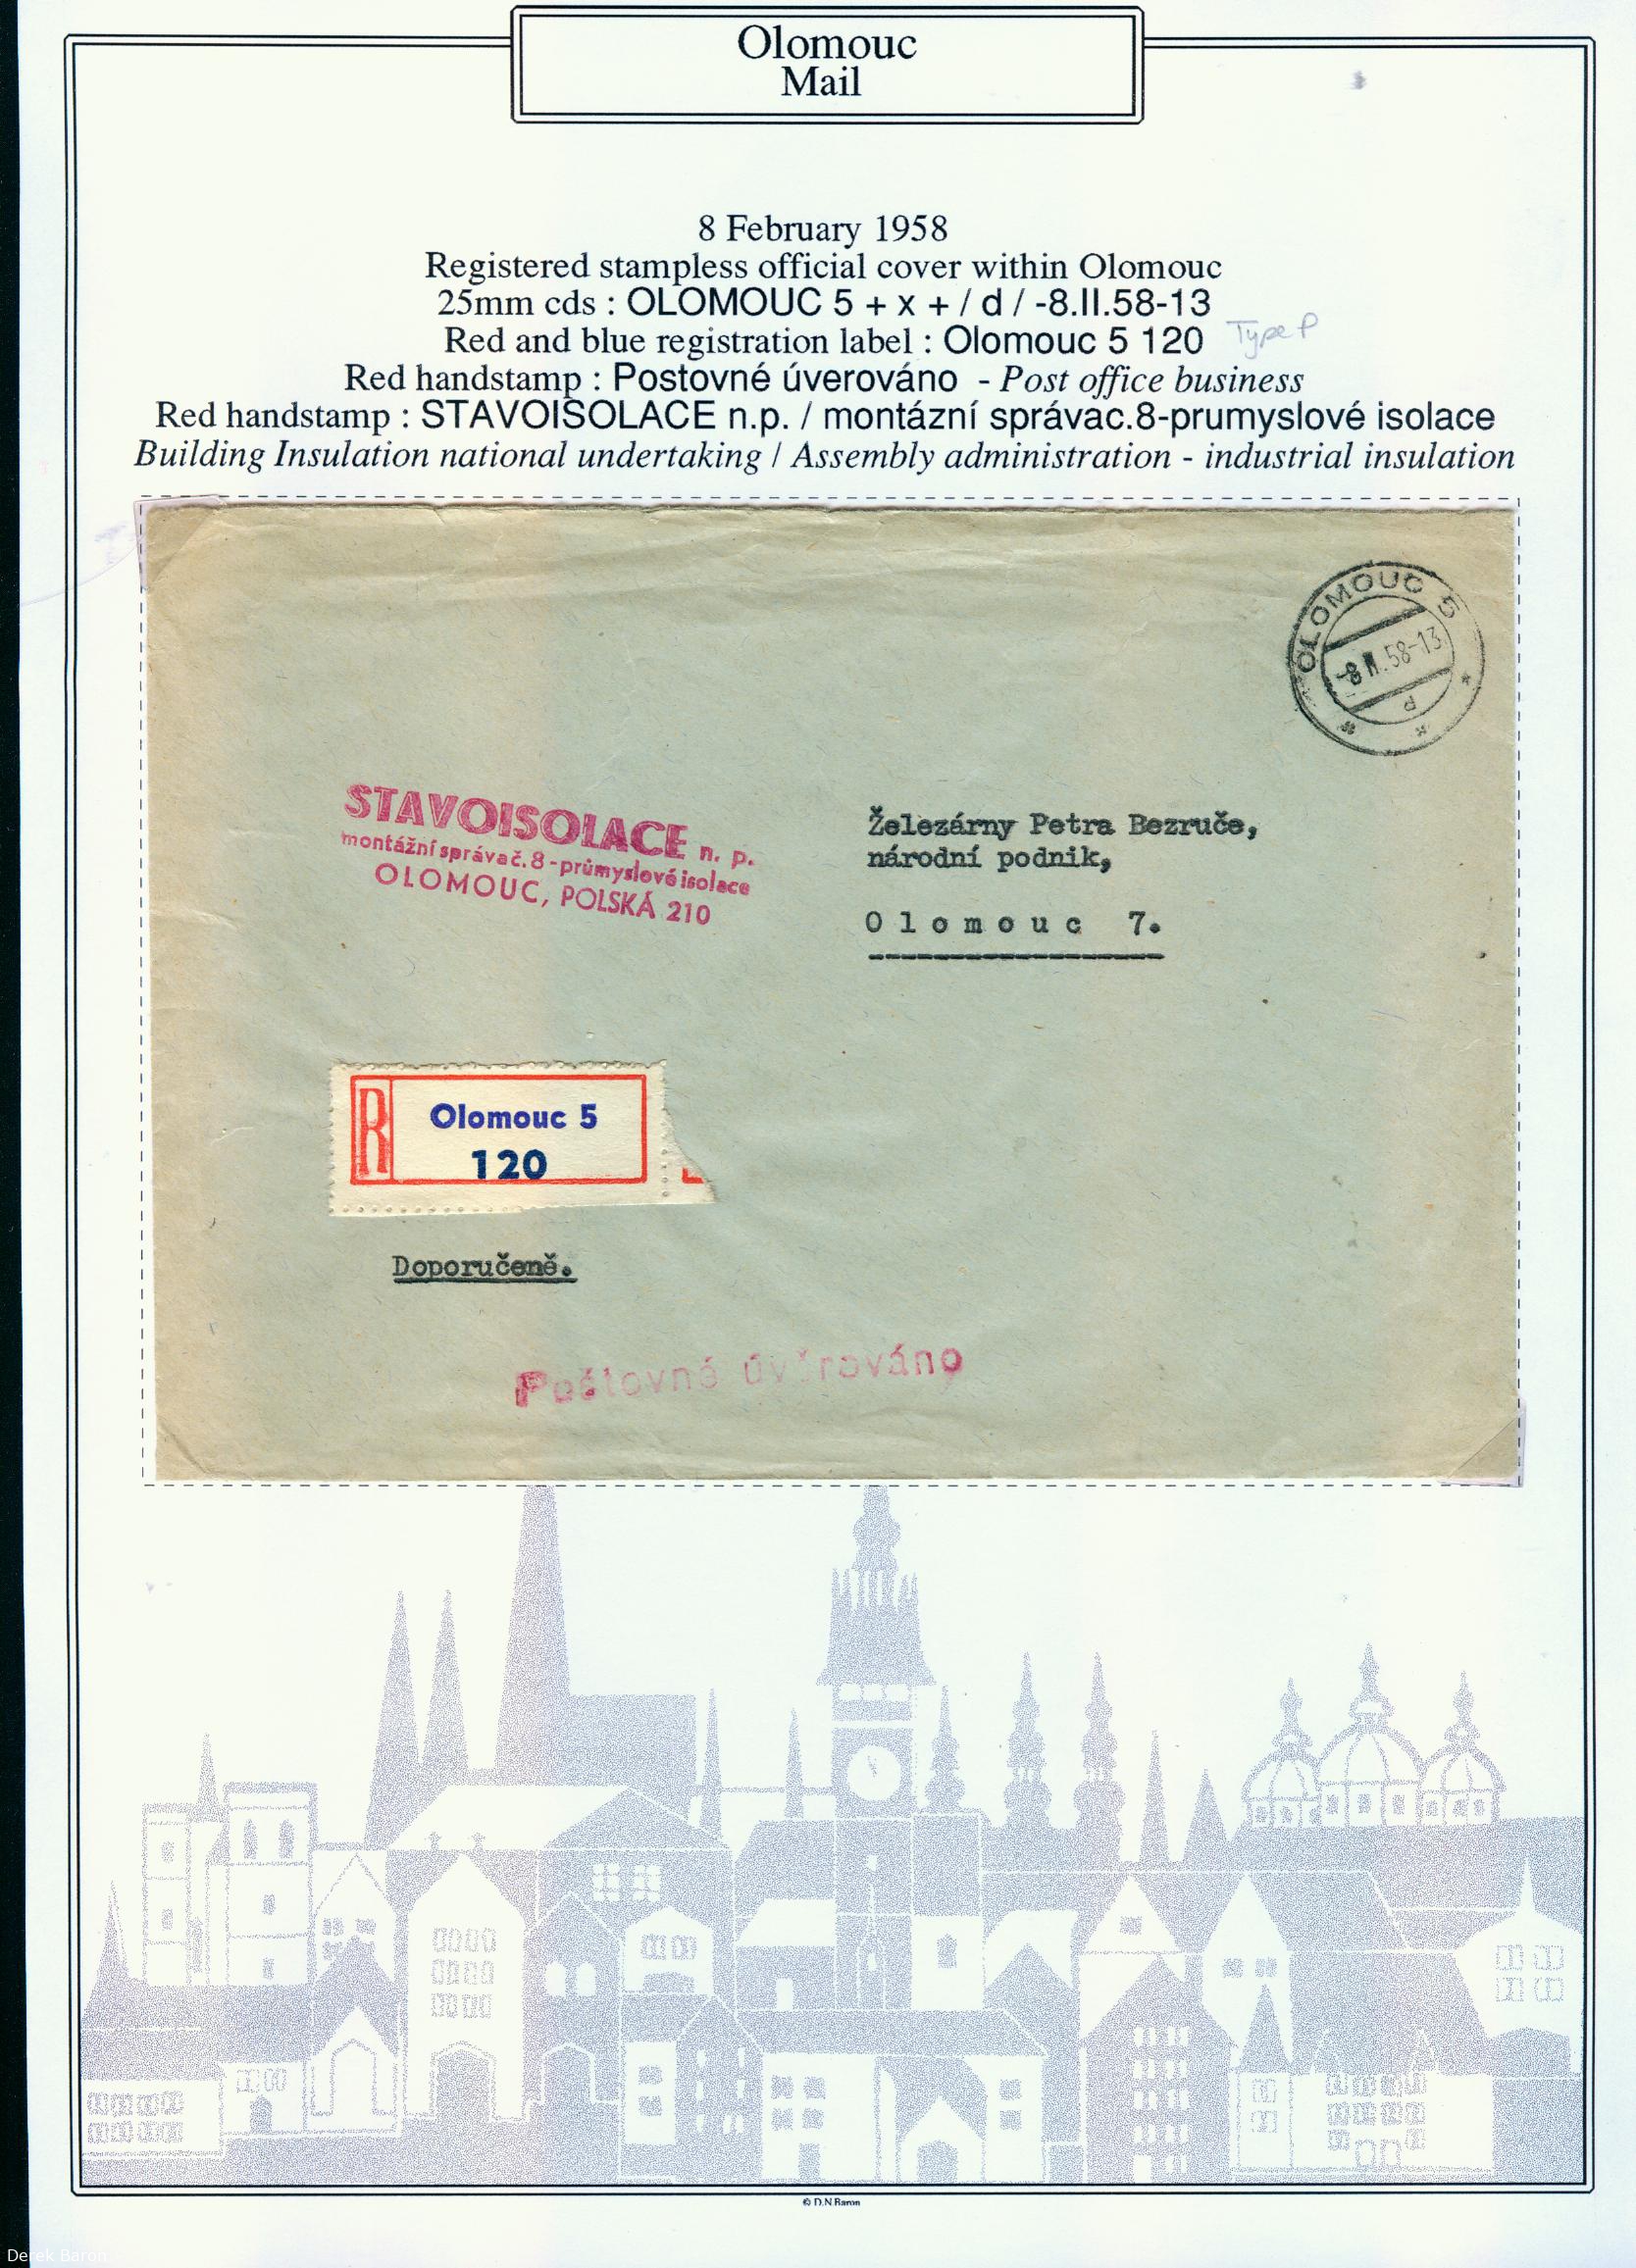 Olomouc
Mail
8 February 1958
Registered stampless official cover within Olomouc
25mm cds : OLOMOUC 5 + x + / d / -8.II.58-13
Red and blue registration label : Olomouc 5 120 Type P
Red handstamp : Postovné úverováno - Post office business
Red handstamp : STAVOISOLACE n.p. / montázní správac.8-prumyslové isolace
Building Insulation national undertaking / Assembly administration - industrial insulation
OLOMOUC 5
-8.II.58-13
d
STAVOISOLACE n. p.
montážní správa č. 8 - průmyslové isolace
OLOMOUC, POLSKÁ 210
Železárny Petra Bezruče,
národní podnik,
Olomouc 7.
R
Olomouc 5
120
Doporučeně.
Poštovné úvěrováno
© D.N Baron
Derek Baron